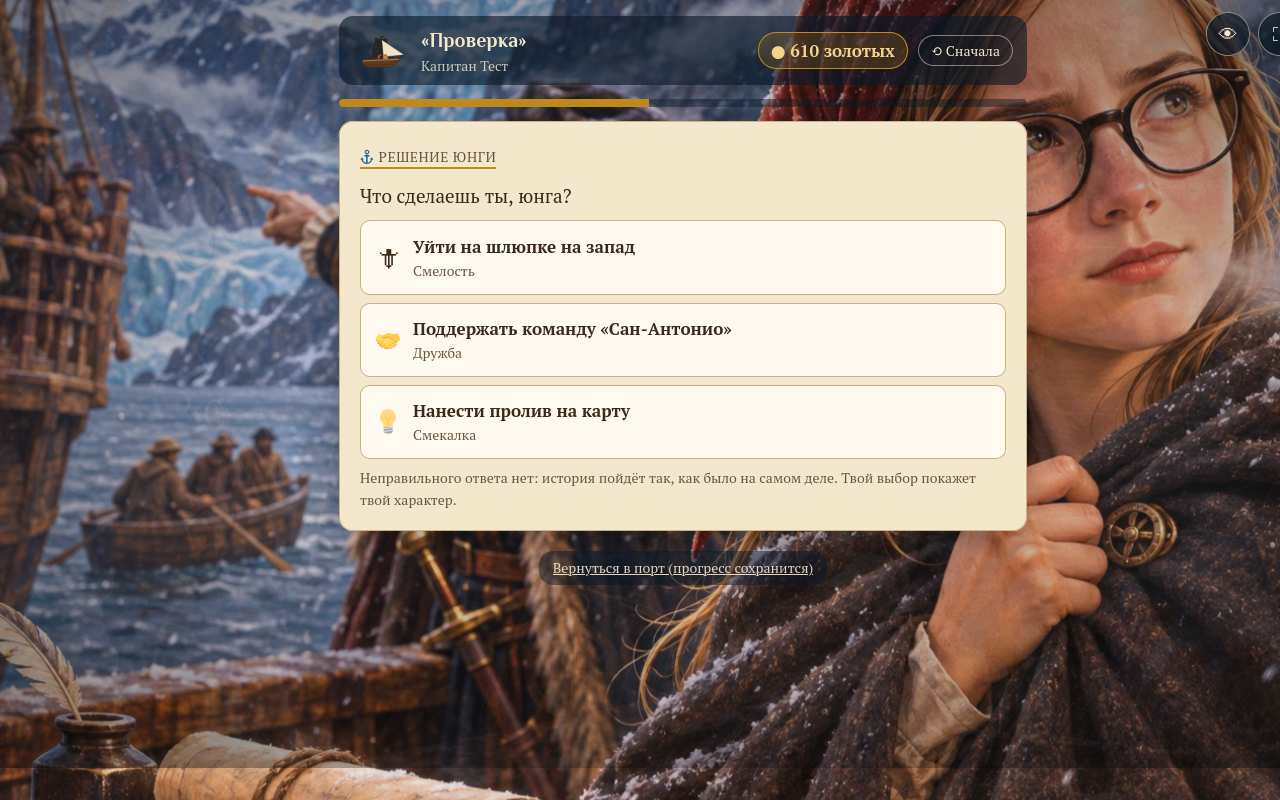 «Проверка»
Капитан Тест
610 золотых
⟲ Сначала
⚓ РЕШЕНИЕ ЮНГИ
Что сделаешь ты, юнга?
Уйти на шлюпке на запад
Смелость
Поддержать команду «Сан-Антонио»
Дружба
Нанести пролив на карту
Смекалка
Неправильного ответа нет: история пойдёт так, как было на самом деле. Твой выбор покажет
твой характер.
Вернуться в порт (прогресс сохранится)